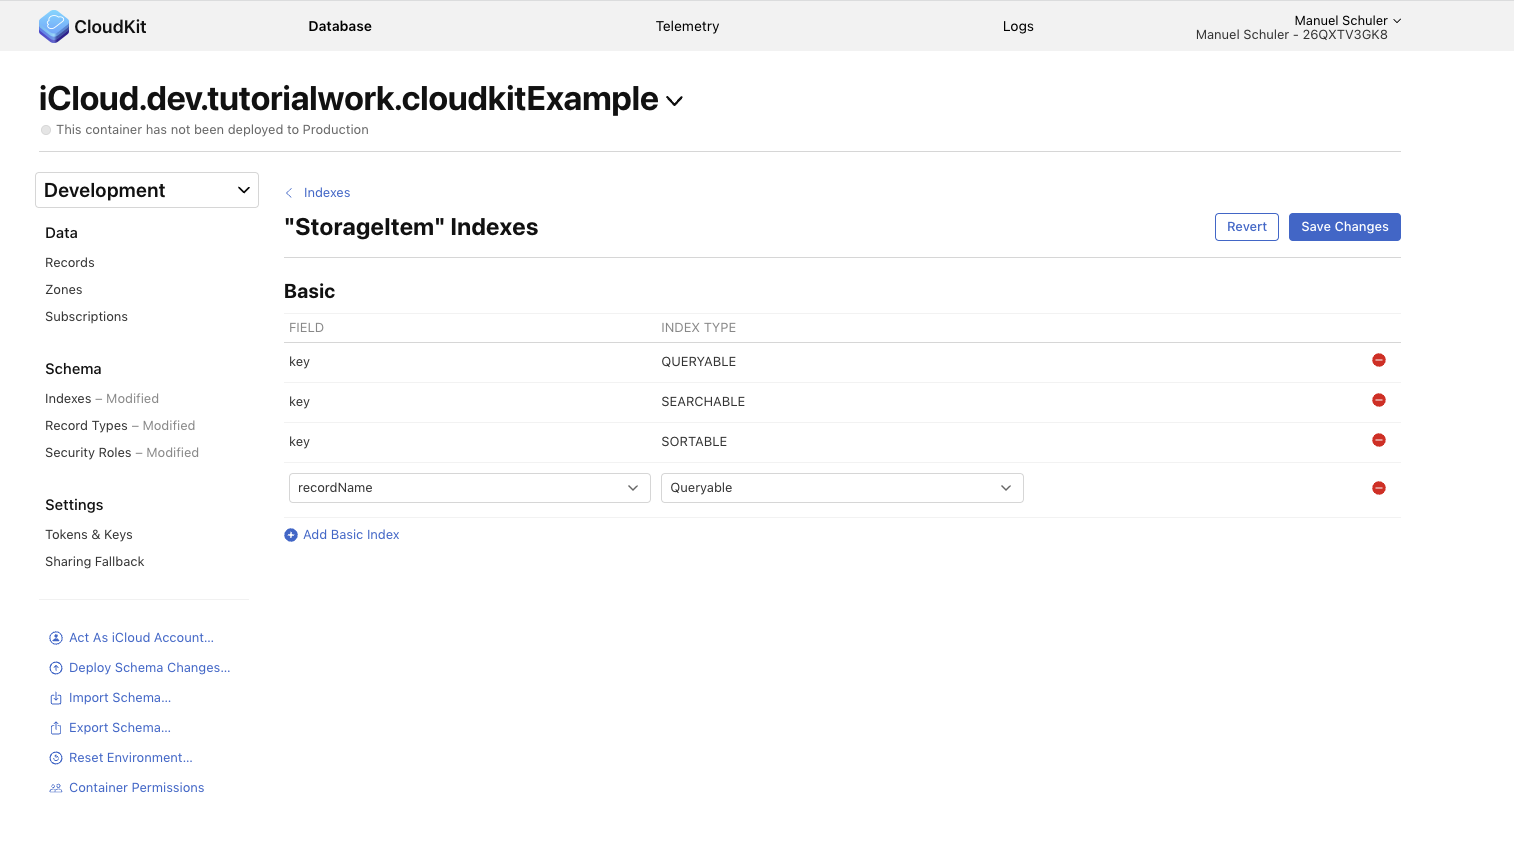 CloudKit
Database
Telemetry
Logs
Manuel Schuler
Manuel Schuler - 26QXTV3GK8
iCloud.dev.tutorialwork.cloudkitExample
This container has not been deployed to Production
Development
Data
Records
Zones
Subscriptions
Schema
Indexes – Modified
Record Types – Modified
Security Roles – Modified
Settings
Tokens & Keys
Sharing Fallback
Act As iCloud Account...
Deploy Schema Changes...
Import Schema...
Export Schema...
Reset Environment...
Container Permissions
Indexes
"StorageItem" Indexes
Revert
Save Changes
Basic
FIELD INDEX TYPE
key QUERYABLE
key SEARCHABLE
key SORTABLE
recordName Queryable
Add Basic Index